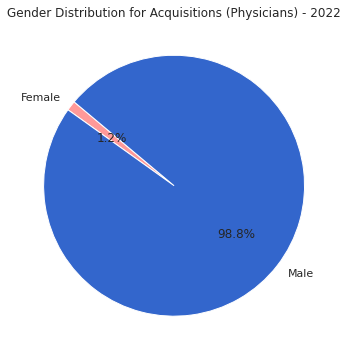 Gender Distribution for Acquisitions (Physicians) - 2022
Female
1.2%
98.8%
Male